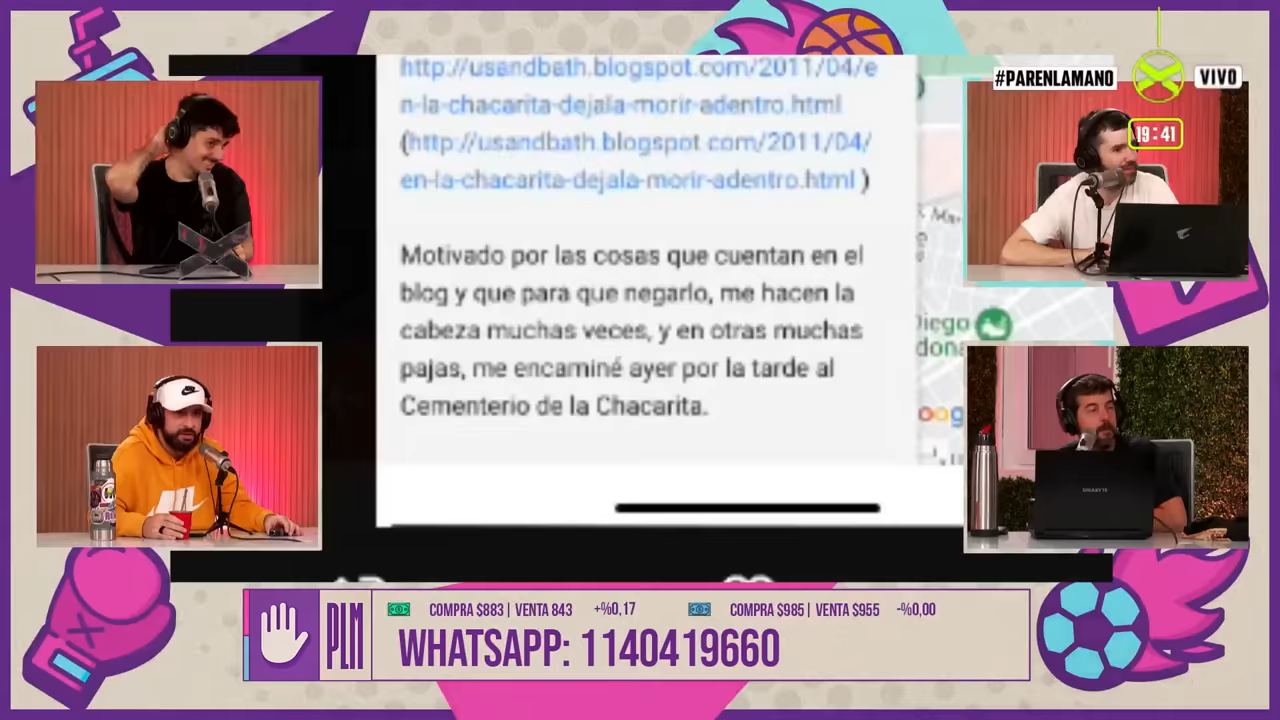 http://usandbath.blogspot.com/2011/04/e
n-la-chacarita-dejala-morir-adentro.html
(http://usandbath.blogspot.com/2011/04/
en-la-chacarita-dejala-morir-adentro.html )
Motivado por las cosas que cuentan en el
blog y que para que negarlo, me hacen la
cabeza muchas veces, y en otras muchas
pajas, me encaminé ayer por la tarde al
Cementerio de la Chacarita.
#PARENLAMANO
VIVO
19:41
Diego
dona
oog
GIGABYTE
PLM
COMPRA $883| VENTA 843 +%0,17
COMPRA $985| VENTA $955 -%0,00
WHATSAPP: 1140419660